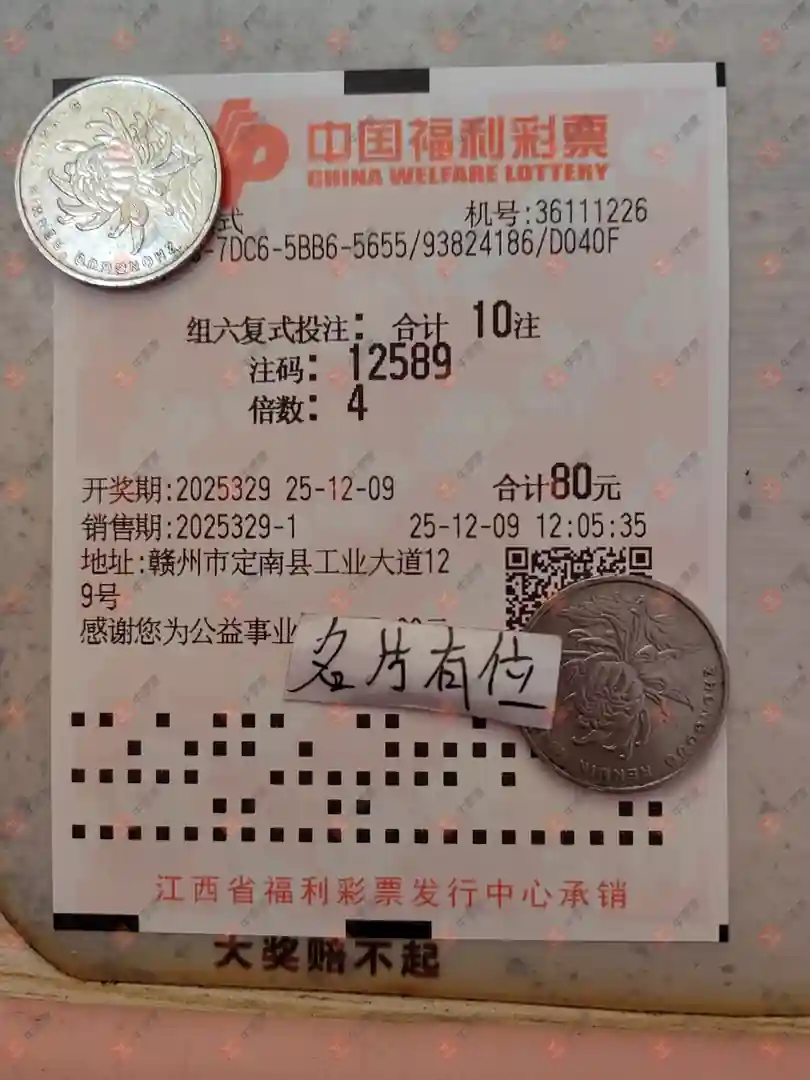 中国福利彩票
CHINA WELFARE LOTTERY
式 机号:36111226
-7DC6-5BB6-5655/93824186/D040F
组六复式投注: 合计 10注
注码: 12589
倍数: 4
开奖期:2025329 25-12-09 合计80元
销售期:2025329-1 25-12-09 12:05:35
地址:赣州市定南县工业大道12
9号
感谢您为公益事业
名片有位
江西省福利彩票发行中心承销
大奖赔不起